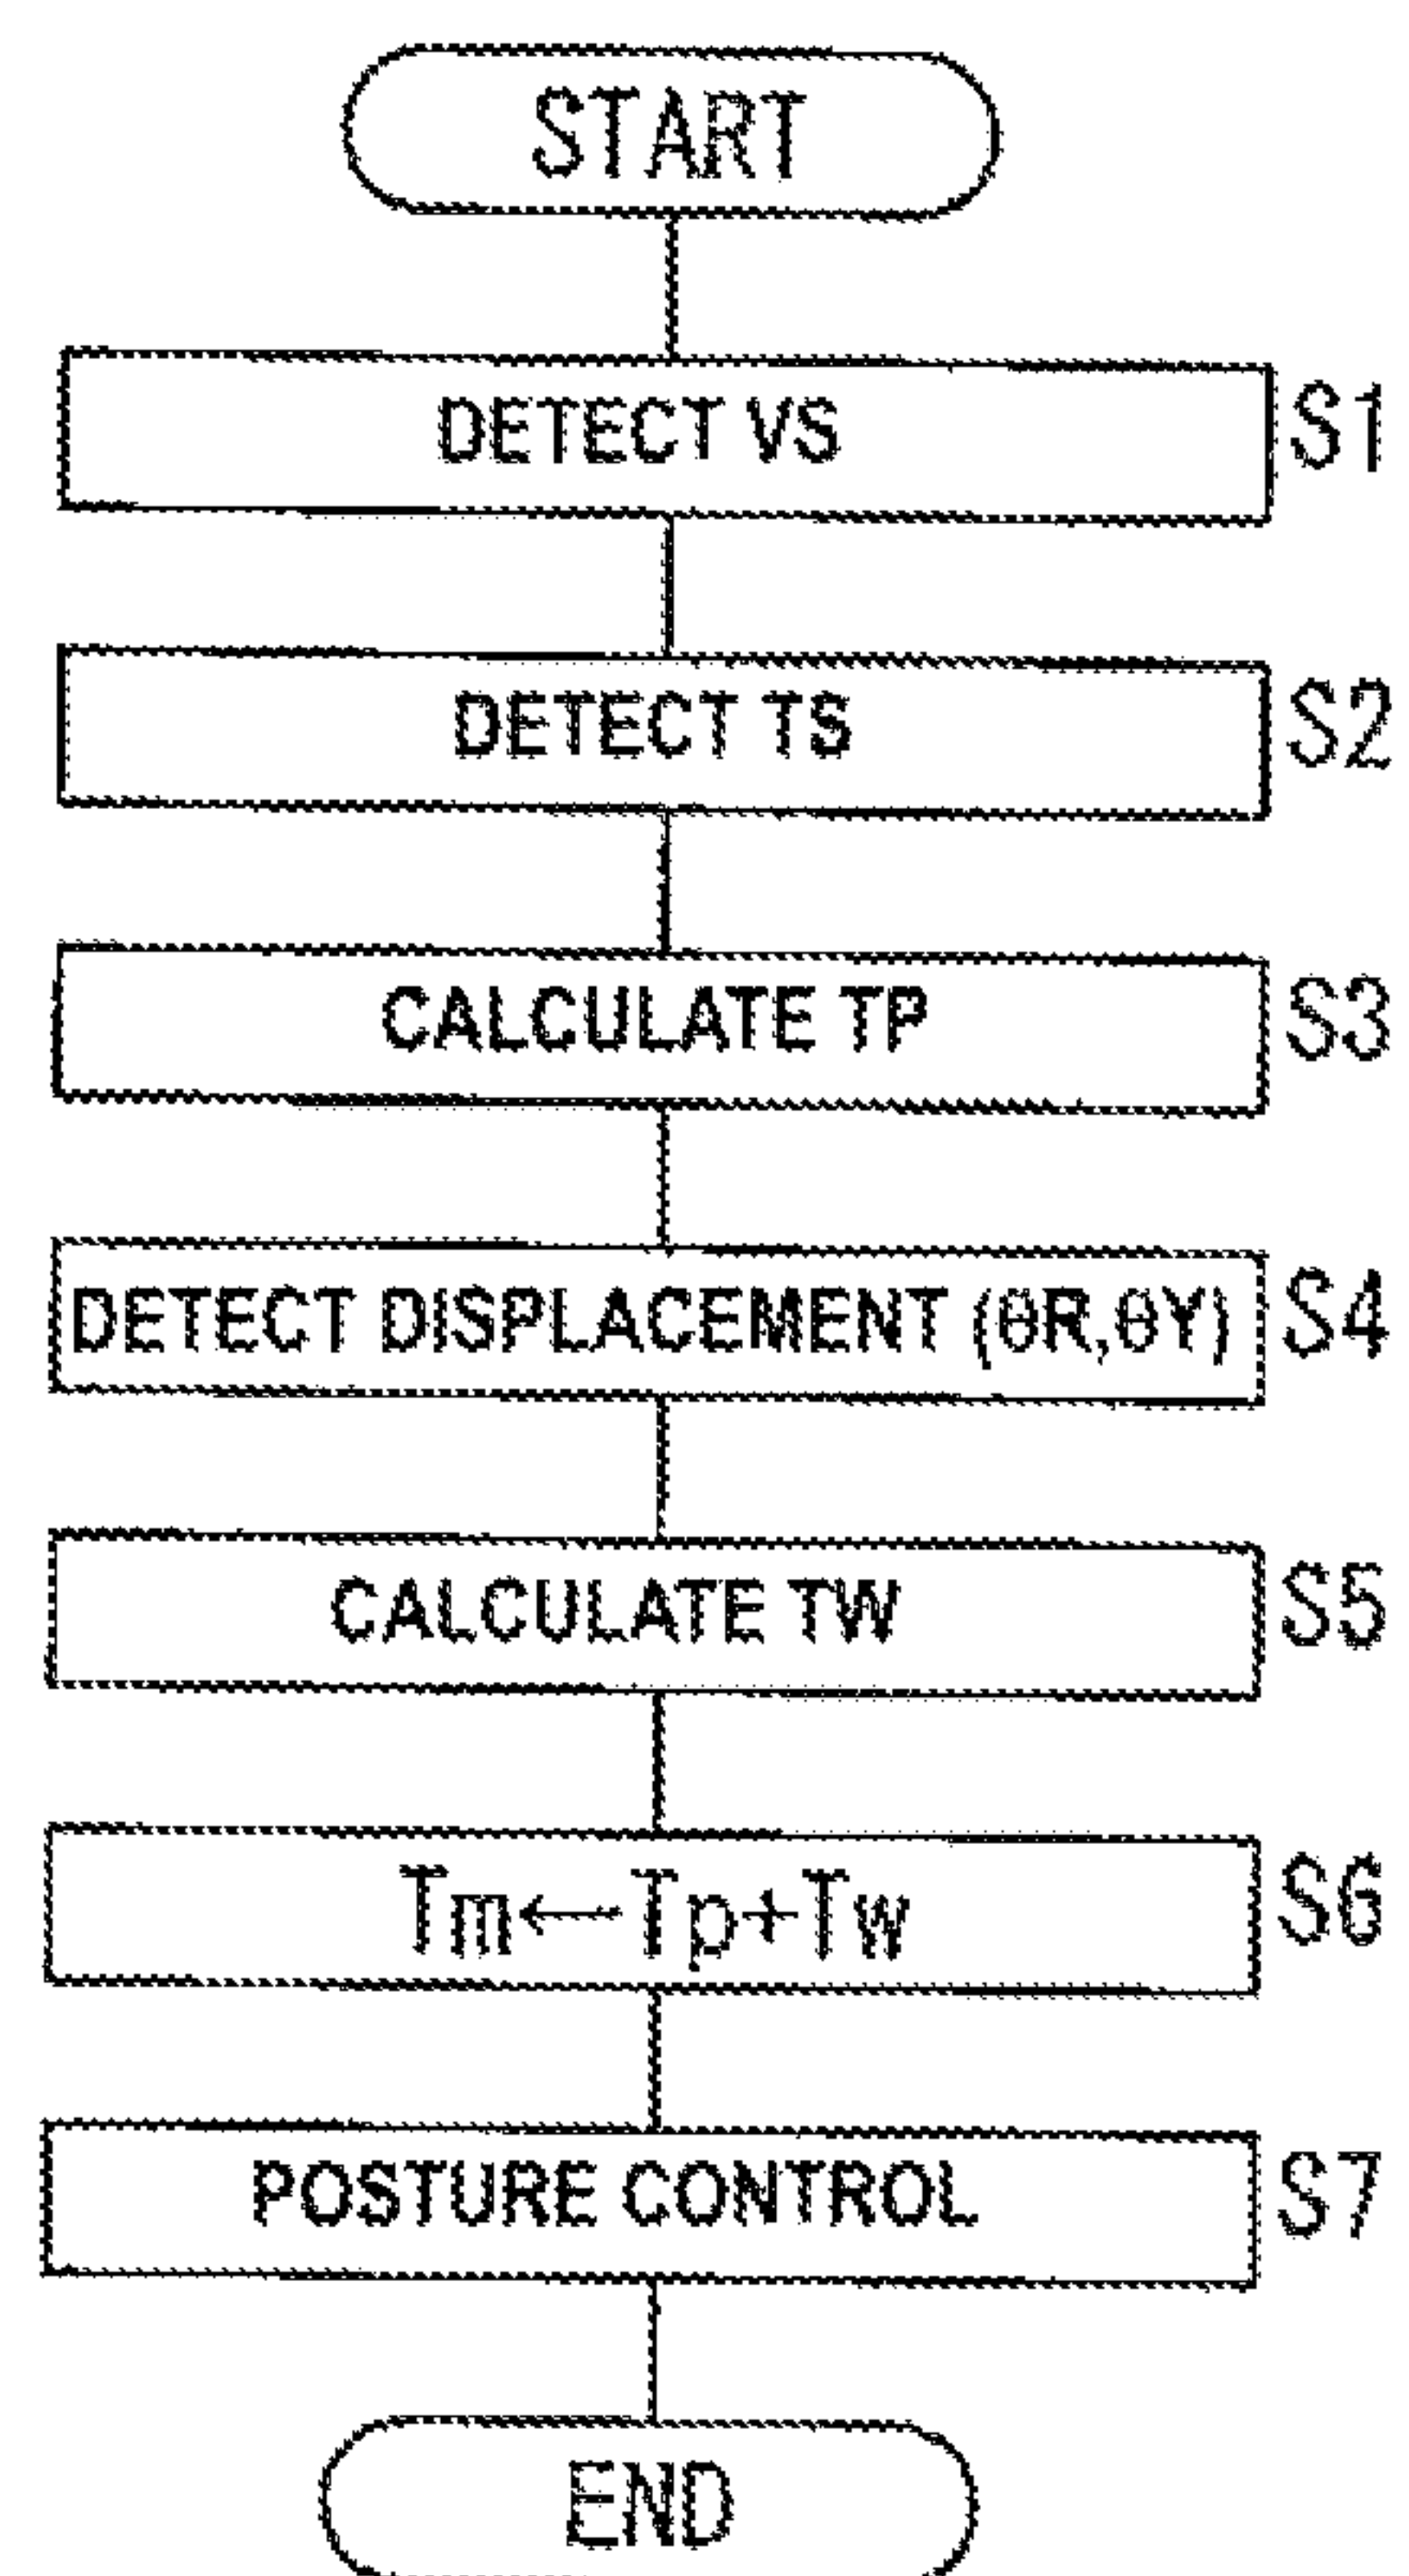 START
DETECT VS S1
DETECT TS S2
CALCULATE TP S3
DETECT DISPLACEMENT (θR,θY) S4
CALCULATE TW S5
Tm←Tp+Tw S6
POSTURE CONTROL S7
END